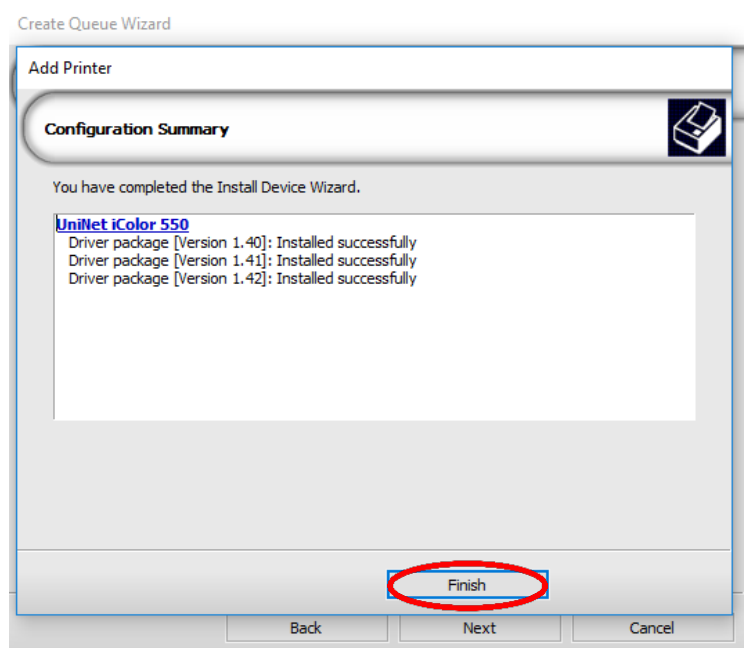 Create Queue Wizard
Add Printer
Configuration Summary
You have completed the Install Device Wizard.
UniNet iColor 550
Driver package [Version 1.40]: Installed successfully
Driver package [Version 1.41]: Installed successfully
Driver package [Version 1.42]: Installed successfully
Finish
Back Next Cancel